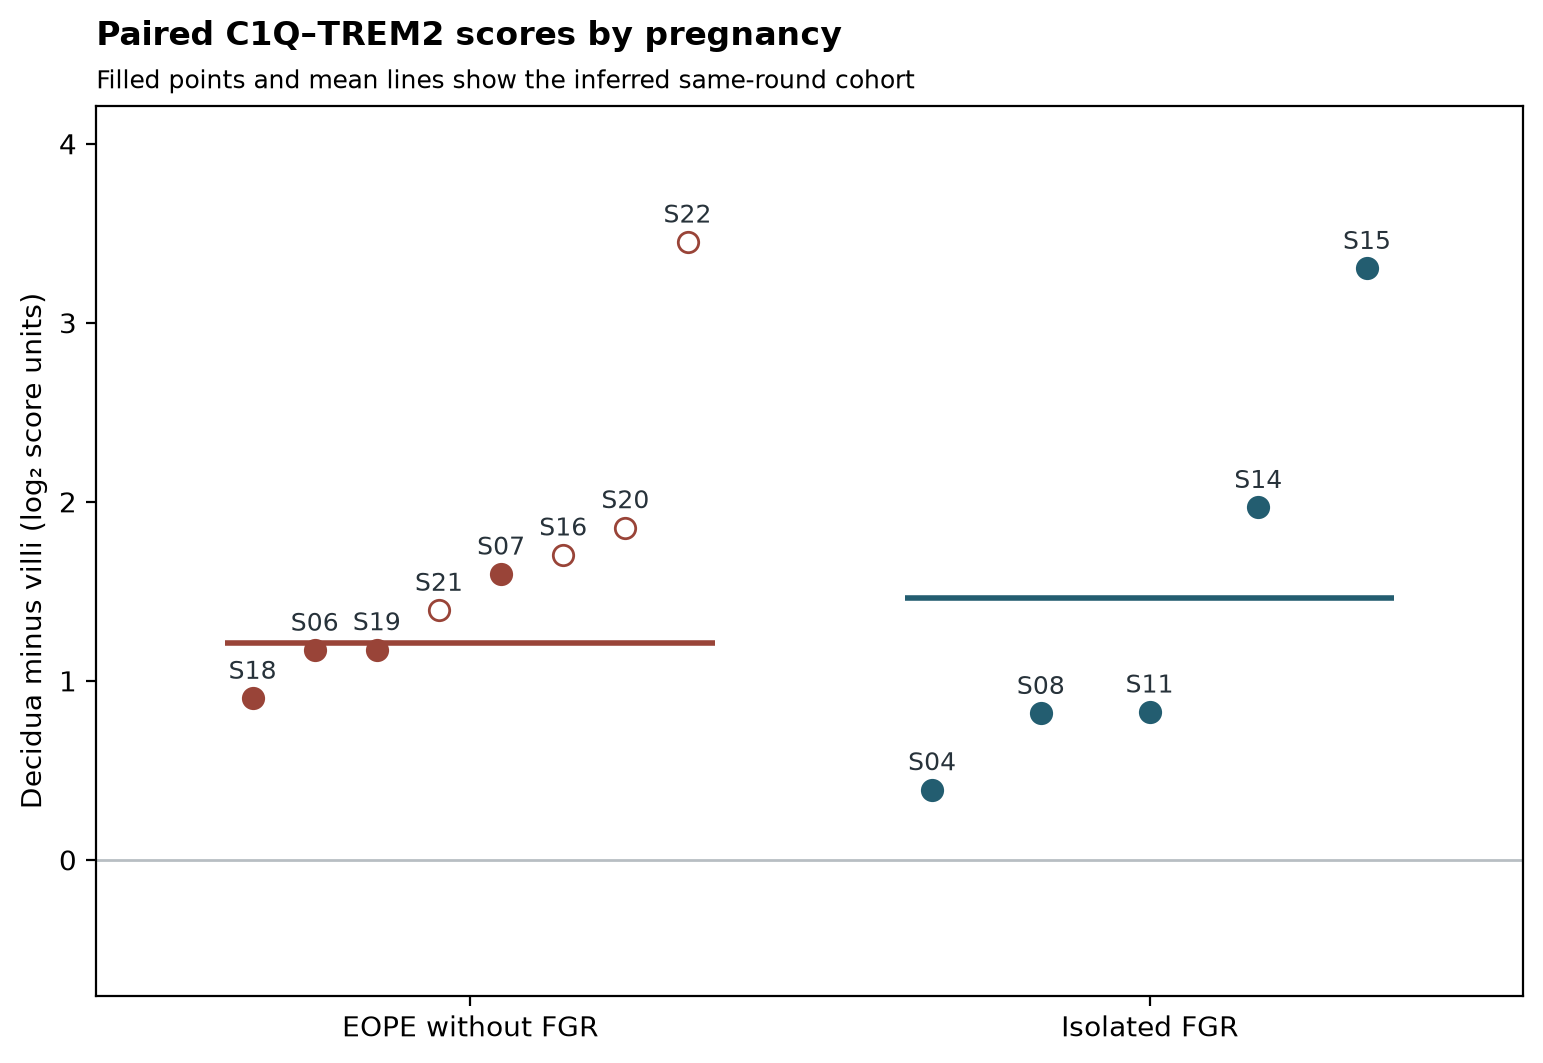 Paired C1Q–TREM2 scores by pregnancy
Filled points and mean lines show the inferred same-round cohort
Decidua minus villi (log₂ score units)
4
3
2
1
0
S18
S06
S19
S21
S07
S16
S20
S22
S04
S08
S11
S14
S15
EOPE without FGR
Isolated FGR